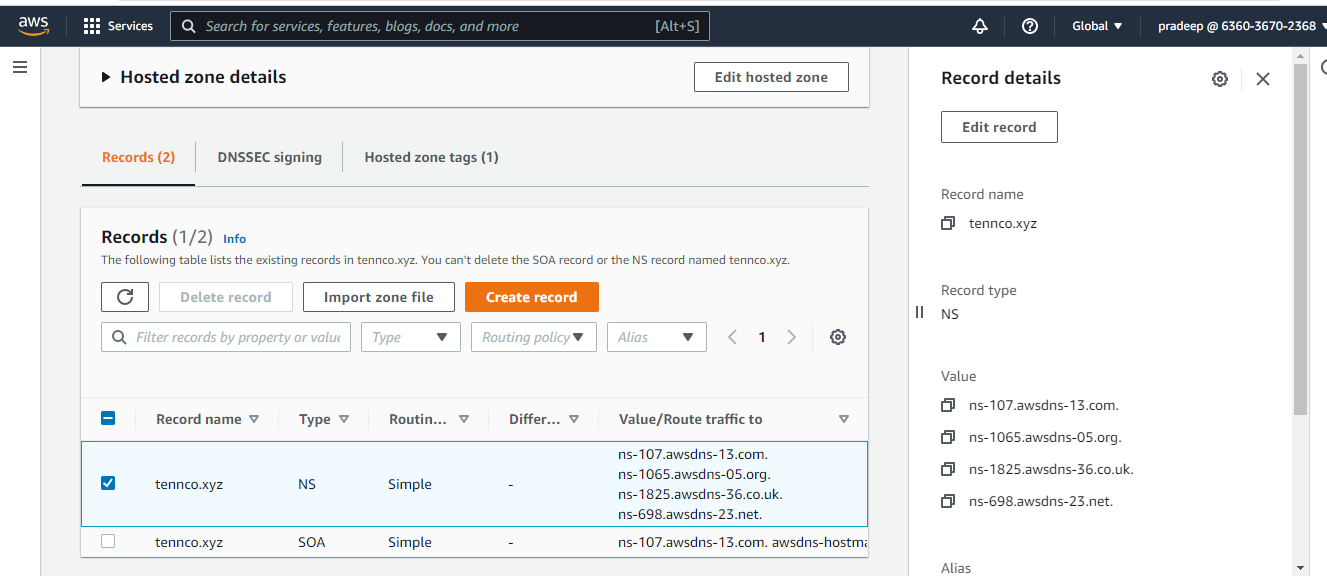 aws
Services
Search for services, features, blogs, docs, and more [Alt+S]
Global
pradeep @ 6360-3670-2368
Hosted zone details
Edit hosted zone
Records (2)
DNSSEC signing
Hosted zone tags (1)
Records (1/2) Info
The following table lists the existing records in tennco.xyz. You can't delete the SOA record or the NS record named tennco.xyz.
Delete record
Import zone file
Create record
Filter records by property or value
Type
Routing policy
Alias
1
Record name Type Routin... Differ... Value/Route traffic to
tennco.xyz NS Simple - ns-107.awsdns-13.com.
ns-1065.awsdns-05.org.
ns-1825.awsdns-36.co.uk.
ns-698.awsdns-23.net.
tennco.xyz SOA Simple - ns-107.awsdns-13.com. awsdns-hostma
Record details
Edit record
Record name
tennco.xyz
Record type
NS
Value
ns-107.awsdns-13.com.
ns-1065.awsdns-05.org.
ns-1825.awsdns-36.co.uk.
ns-698.awsdns-23.net.
Alias